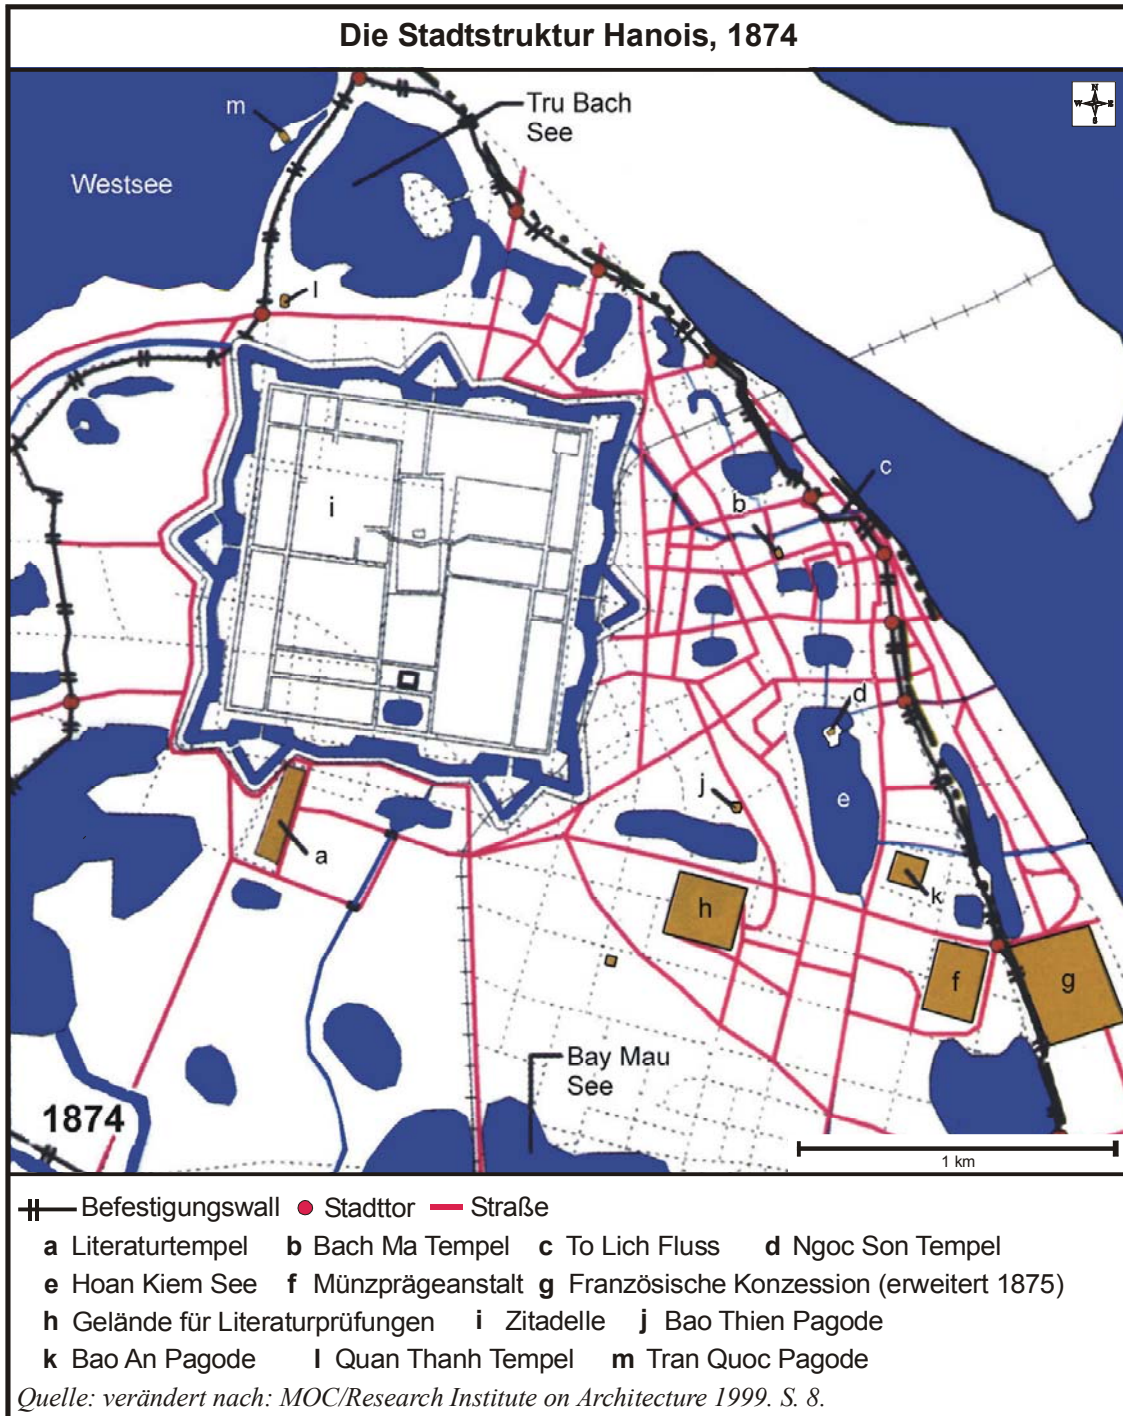 Die Stadtstruktur Hanois, 1874
N
W E
S
Tru Bach
See
m
Westsee
l
c
b
i
d
j
e
a
k
h
f
g
Bay Mau
See
1874
1 km
Befestigungswall Stadttor Straße
a Literaturtempel b Bach Ma Tempel c To Lich Fluss d Ngoc Son Tempel
e Hoan Kiem See f Münzprägeanstalt g Französische Konzession (erweitert 1875)
h Gelände für Literaturprüfungen i Zitadelle j Bao Thien Pagode
k Bao An Pagode l Quan Thanh Tempel m Tran Quoc Pagode
Quelle: verändert nach: MOC/Research Institute on Architecture 1999. S. 8.